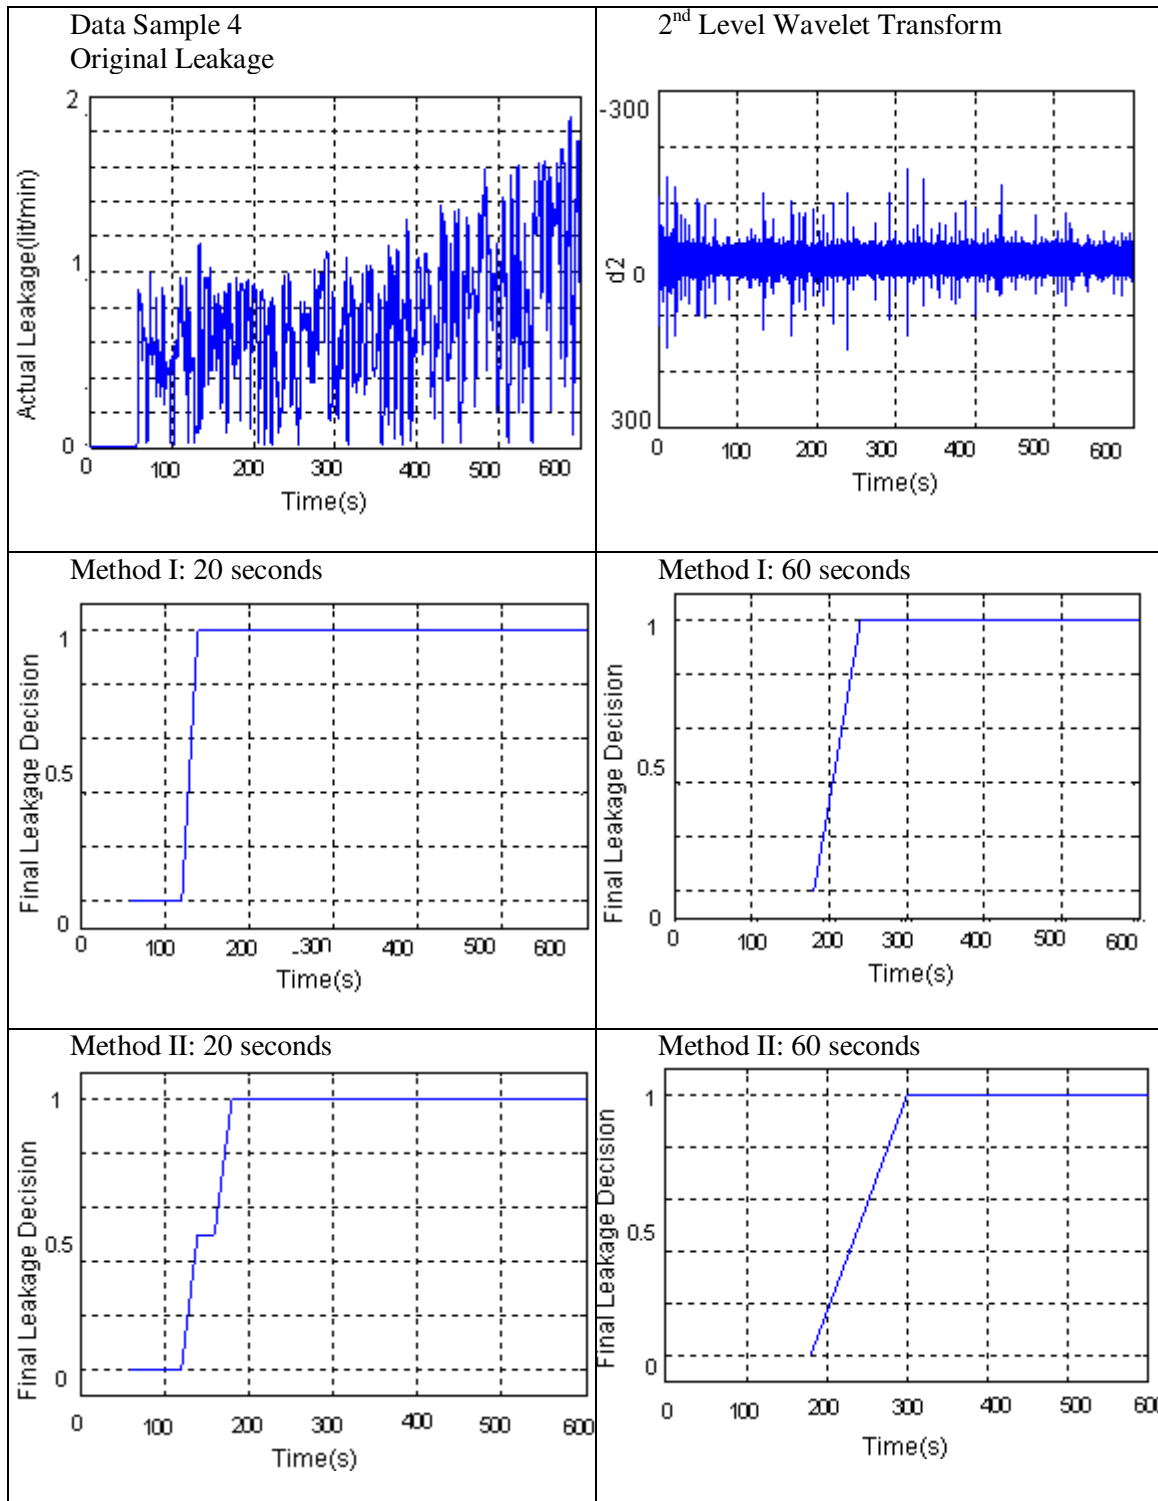 Data Sample 4
Original Leakage
2
1
0
Actual Leakage(lit/min)
0 100 200 300 400 500 600
Time(s)
2nd Level Wavelet Transform
-300
d2 0
300
0 100 200 300 400 500 600
Time(s)
Method I: 20 seconds
1
0.5
0
Final Leakage Decision
0 100 200 300 400 500 600
Time(s)
Method I: 60 seconds
1
0.5
0
Final Leakage Decision
0 100 200 300 400 500 600
Time(s)
Method II: 20 seconds
1
0.5
0
Final Leakage Decision
0 100 200 300 400 500 600
Time(s)
Method II: 60 seconds
1
0.5
0
Final Leakage Decision
0 100 200 300 400 500 600
Time(s)